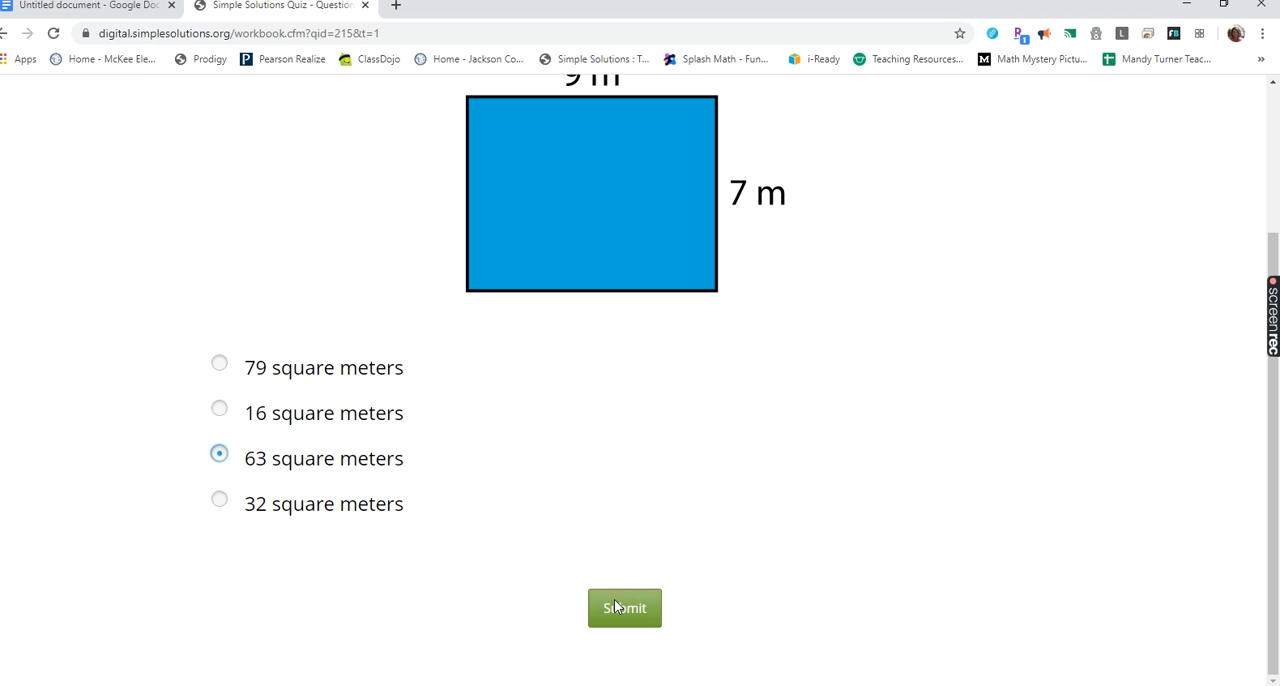 Untitled document - Google Doc
Simple Solutions Quiz - Question
digital.simplesolutions.org/workbook.cfm?qid=215&t=1
Apps
Home - McKee Ele...
Prodigy
Pearson Realize
ClassDojo
Home - Jackson Co...
Simple Solutions : T...
Splash Math - Fun...
i-Ready
Teaching Resources...
Math Mystery Pictu...
Mandy Turner Teac...
»
9 m
7 m
79 square meters
16 square meters
63 square meters
32 square meters
Submit
screenrec